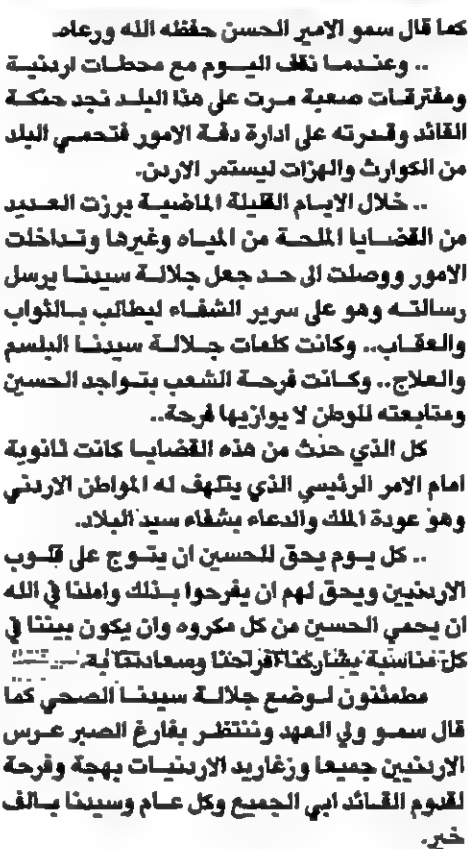 كما قال سمو الامير الحسن حفظه الله ورعاه.
.. وعندما نقف اليوم مع محطات اردنية
ومفترقات صعبة مرت على هذا البلد نجد حنكة
القائد وقدرته على ادارة دفة الامور فتحمي البلد
من الكوارث والهزات ليستمر الاردن.
.. خلال الايام القليلة الماضية برزت العديد
من القضايا الملحة من المياه وغيرها وتداخلت
الامور ووصلت الى حد جعل جلالة سيدنا يرسل
رسالته وهو على سرير الشفاء ليطالب بالثواب
والعقاب.. وكانت كلمات جلالة سيدنا البلسم
والعلاج.. وكانت فرحة الشعب بتواجد الحسين
ومتابعته للوطن لا يوازيها فرحة..
كل الذي حدث من هذه القضايا كانت ثانوية
امام الامر الرئيسي الذي يتلهف له المواطن الاردني
وهو عودة الملك والدعاء بشفاء سيد البلاد.
.. كل يوم يحق للحسين ان يتوج على قلوب
الاردنيين ويحق لهم ان يفرحوا بذلك واملنا في الله
ان يحمي الحسين من كل مكروه وان يكون بيننا في
كل مناسبة يشاركنا افراحنا وسعادتنا به.
مطمئنون لوضع جلالة سيدنا الصحي كما
قال سمو ولي العهد وننتظر بفارغ الصبر عرس
الاردنيين جميعا وزغاريد الاردنيات بهجة وفرحة
لقدوم القائد ابي الجميع وكل عام وسيدنا بالف
خير.